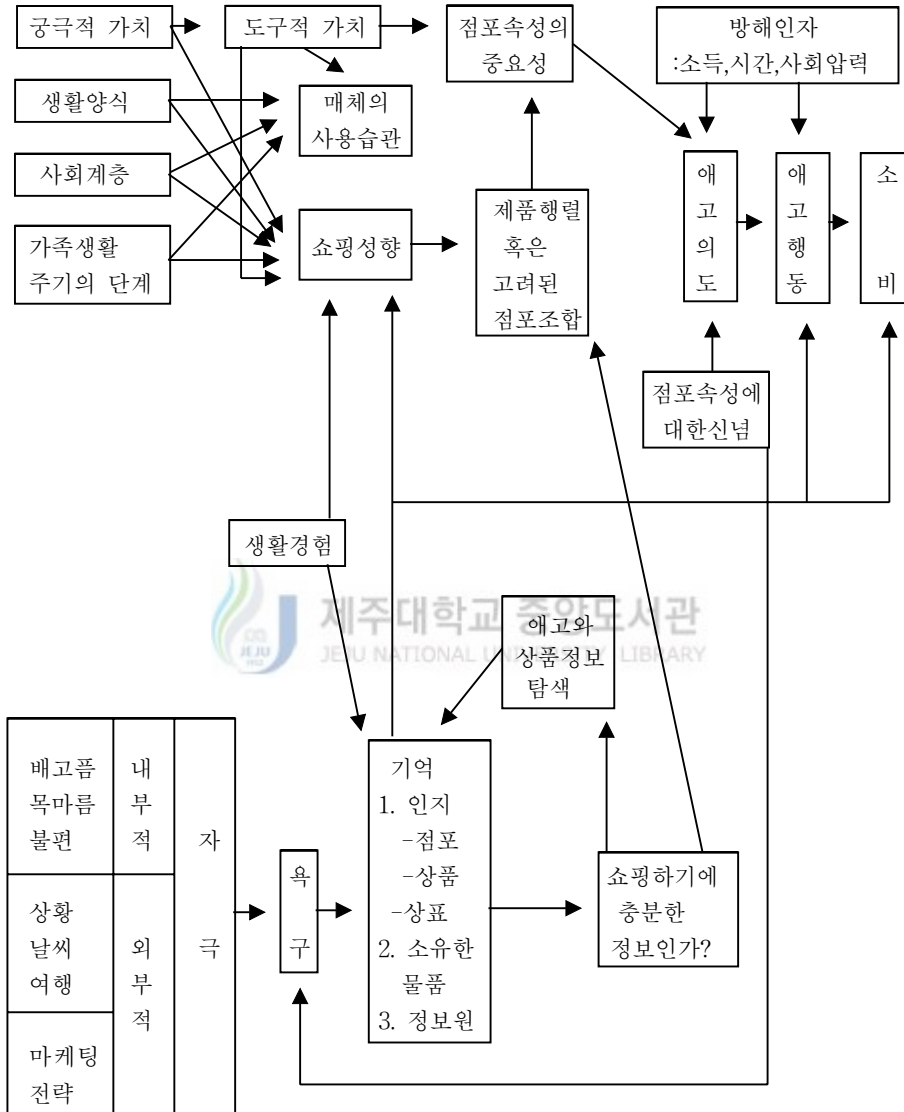 궁극적 가치
도구적 가치
점포속성의
중요성
방해인자
:소득,시간,사회압력
생활양식
매체의
사용습관
사회계층
가족생활
주기의 단계
쇼핑성향
제품행렬
혹은
고려된
점포조합
애
고
의
도
애
고
행
동
소
비
점포속성에
대한신념
생활경험
제주대학교 중앙도서관
JEJU NATIONAL UNIVERSITY LIBRARY
JEJU
1952
애고와
상품정보
탐색
배고픔
목마름
불편
내
부
적
상황
날씨
여행
마케팅
전략
외
부
적
자
극
욕
구
기억
1. 인지
-점포
-상품
-상표
2. 소유한
물품
3. 정보원
쇼핑하기에
충분한
정보인가?